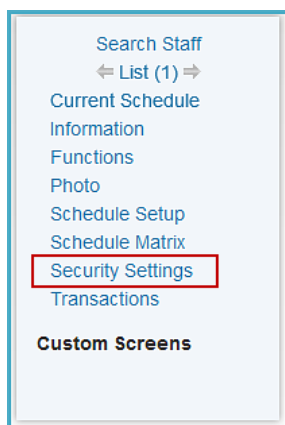 Search Staff
⇐ List (1) ⇒
Current Schedule
Information
Functions
Photo
Schedule Setup
Schedule Matrix
Security Settings
Transactions
Custom Screens